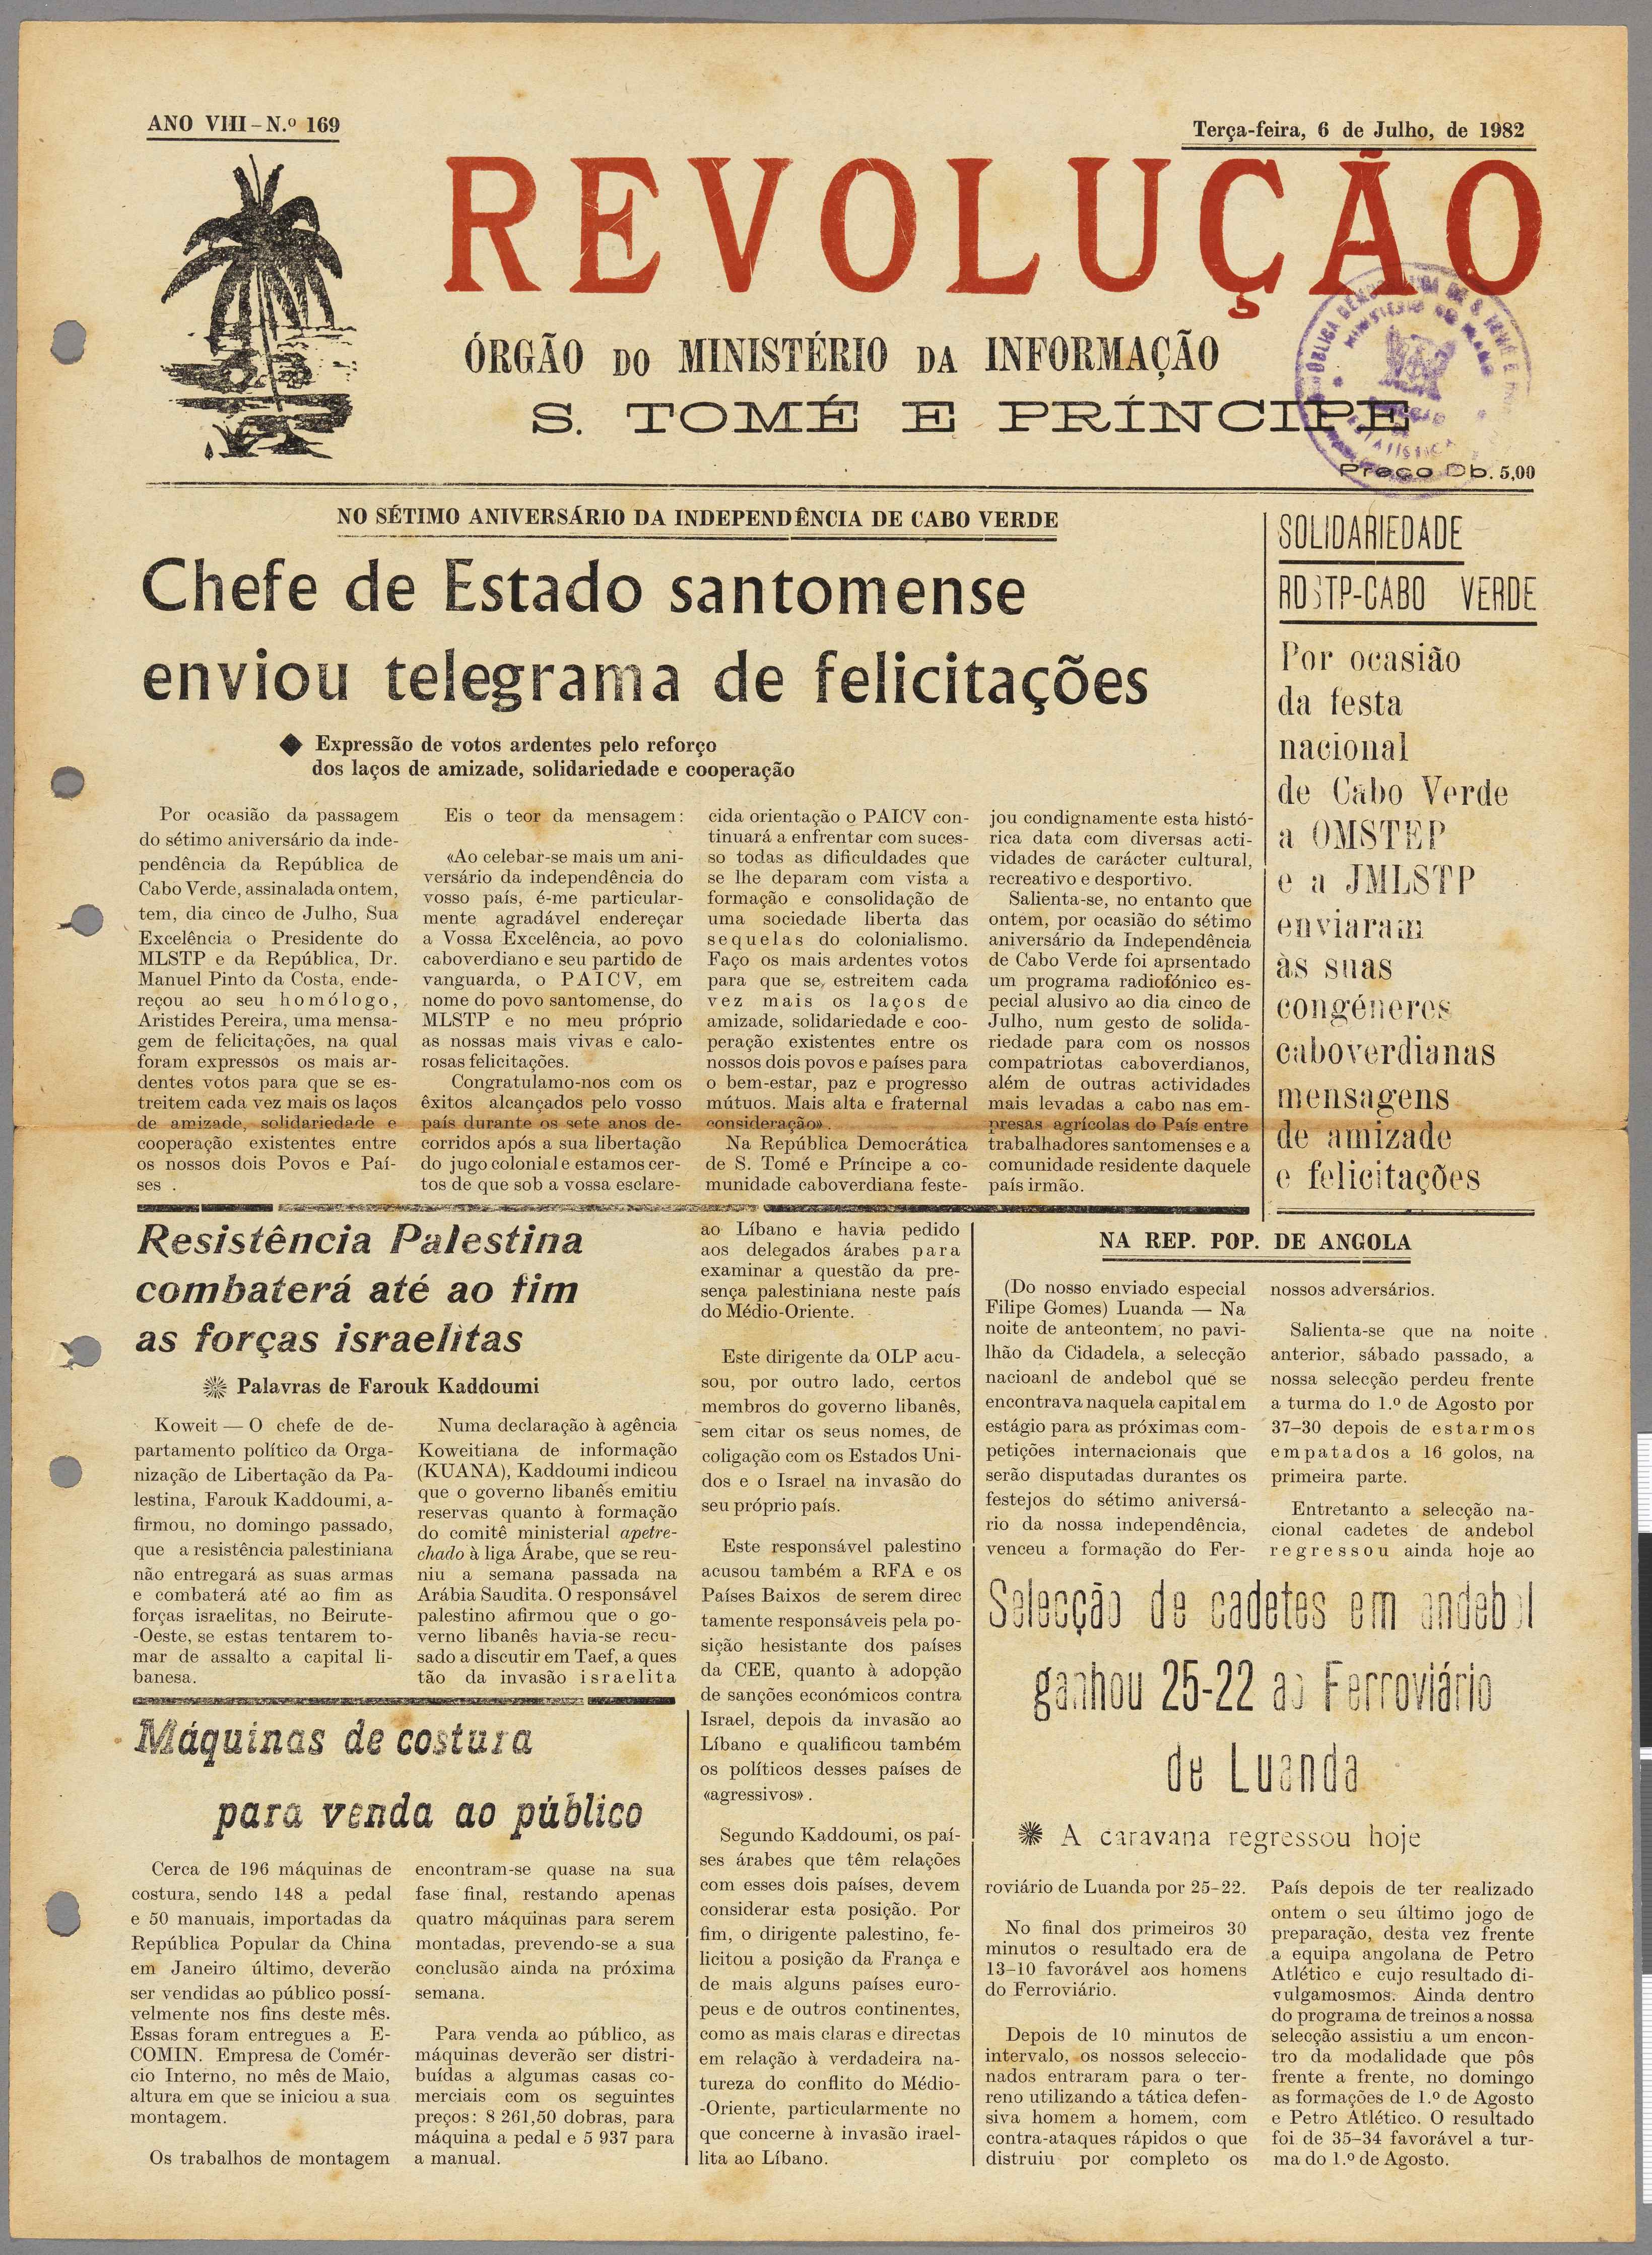 ANO VIII – N.º 169
Terça-feira, 6 de Julho, de 1982
REVOLUÇÃO
ÓRGÃO DO MINISTÉRIO DA INFORMAÇÃO
S. TOMÉ E PRÍNCIPE
Preço Db. 5,00
NO SÉTIMO ANIVERSÁRIO DA INDEPENDÊNCIA DE CABO VERDE
Chefe de Estado santomense
enviou telegrama de felicitações
Expressão de votos ardentes pelo reforço
dos laços de amizade, solidariedade e cooperação
Por ocasião da passagem
do sétimo aniversário da inde-
pendência da República de
Cabo Verde, assinalada ontem,
tem, dia cinco de Julho, Sua
Excelência o Presidente do
MLSTP e da República, Dr.
Manuel Pinto da Costa, ende-
reçou ao seu homólogo,
Aristides Pereira, uma mensa-
gem de felicitações, na qual
foram expressos os mais ar-
dentes votos para que se es-
treitem cada vez mais os laços
de amizade, solidariedade e
cooperação existentes entre
os nossos dois Povos e Paí-
ses .
Eis o teor da mensagem:
«Ao celebar-se mais um ani-
versário da independência do
vosso país, é-me particular-
mente agradável endereçar
a Vossa Excelência, ao povo
caboverdiano e seu partido de
vanguarda, o PAICV, em
nome do povo santomense, do
MLSTP e no meu próprio
as nossas mais vivas e calo-
rosas felicitações.
Congratulamo-nos com os
êxitos alcançados pelo vosso
país durante os sete anos de-
corridos após a sua libertação
do jugo colonial e estamos cer-
tos de que sob a vossa esclare-
cida orientação o PAICV con-
tinuará a enfrentar com suces-
so todas as dificuldades que
se lhe deparam com vista a
formação e consolidação de
uma sociedade liberta das
sequelas do colonialismo.
Faço os mais ardentes votos
para que se, estreitem cada
vez mais os laços de
amizade, solidariedade e coo-
peração existentes entre os
nossos dois povos e países para
o bem-estar, paz e progresso
mútuos. Mais alta e fraternal
consideração».
Na República Democrática
de S. Tomé e Príncipe a co-
munidade caboverdiana feste-
jou condignamente esta histó-
rica data com diversas acti-
vidades de carácter cultural,
recreativo e desportivo.
Salienta-se, no entanto que
ontem, por ocasião do sétimo
aniversário da Independência
de Cabo Verde foi aprsentado
um programa radiofónico es-
pecial alusivo ao dia cinco de
Julho, num gesto de solida-
riedade para com os nossos
compatriotas caboverdianos,
além de outras actividades
mais levadas a cabo nas em-
presas agrícolas do País entre
trabalhadores santomenses e a
comunidade residente daquele
país irmão.
SOLIDARIEDADE
RDSTP-CABO VERDE
Por ocasião
da festa
nacional
de Cabo Verde
a OMSTEP
e a JMLSTP
enviaram
às suas
congéneres
caboverdianas
mensagens
de amizade
e felicitações
Resistência Palestina
combaterá até ao fim
as forças israelitas
Palavras de Farouk Kaddoumi
Koweit — O chefe de de-
partamento político da Orga-
nização de Libertação da Pa-
lestina, Farouk Kaddoumi, a-
firmou, no domingo passado,
que a resistência palestiniana
não entregará as suas armas
e combaterá até ao fim as
forças israelitas, no Beirute-
-Oeste, se estas tentarem to-
mar de assalto a capital li-
banesa.
Numa declaração à agência
Koweitiana de informação
(KUANA), Kaddoumi indicou
que o governo libanês emitiu
reservas quanto à formação
do comitê ministerial apetre-
chado à liga Árabe, que se reu-
niu a semana passada na
Arábia Saudita. O responsável
palestino afirmou que o go-
verno libanês havia-se recu-
sado a discutir em Taef, a ques
tão da invasão israelita
ao Líbano e havia pedido
aos delegados árabes para
examinar a questão da pre-
sença palestiniana neste país
do Médio-Oriente.
Este dirigente da OLP acu-
sou, por outro lado, certos
membros do governo libanês,
sem citar os seus nomes, de
coligação com os Estados Uni-
dos e o Israel na invasão do
seu próprio país.
Este responsável palestino
acusou também a RFA e os
Países Baixos de serem direc
tamente responsáveis pela po-
sição hesistante dos países
da CEE, quanto à adopção
de sanções económicos contra
Israel, depois da invasão ao
Líbano e qualificou também
os políticos desses países de
«agressivos» .
Segundo Kaddoumi, os paí-
ses árabes que têm relações
com esses dois países, devem
considerar esta posição. Por
fim, o dirigente palestino, fe-
licitou a posição da França e
de mais alguns países euro-
peus e de outros continentes,
como as mais claras e directas
em relação à verdadeira na-
tureza do conflito do Médio-
-Oriente, particularmente no
que concerne à invasão irael-
lita ao Líbano.
Máquinas de costura
para venda ao público
Cerca de 196 máquinas de
costura, sendo 148 a pedal
e 50 manuais, importadas da
República Popular da China
em Janeiro último, deverão
ser vendidas ao público possí-
velmente nos fins deste mês.
Essas foram entregues a E-
COMIN. Empresa de Comér-
cio Interno, no mês de Maio,
altura em que se iniciou a sua
montagem.
Os trabalhos de montagem
encontram-se quase na sua
fase final, restando apenas
quatro máquinas para serem
montadas, prevendo-se a sua
conclusão ainda na próxima
semana.
Para venda ao público, as
máquinas deverão ser distri-
buídas a algumas casas co-
merciais com os seguintes
preços: 8 261,50 dobras, para
máquina a pedal e 5 937 para
a manual.
NA REP. POP. DE ANGOLA
(Do nosso enviado especial
Filipe Gomes) Luanda — Na
noite de anteontem, no pavi-
lhão da Cidadela, a selecção
nacioanl de andebol que se
encontrava naquela capital em
estágio para as próximas com-
petições internacionais que
serão disputadas durantes os
festejos do sétimo aniversá-
rio da nossa independência,
venceu a formação do Fer-
nossos adversários.
Salienta-se que na noite
anterior, sábado passado, a
nossa selecção perdeu frente
a turma do 1.º de Agosto por
37-30 depois de estarmos
empatados a 16 golos, na
primeira parte.
Entretanto a selecção na-
cional cadetes de andebol
regressou ainda hoje ao
Selecção de cadetes em andebol
ganhou 25-22 ao Ferroviário
de Luanda
A caravana regressou hoje
roviário de Luanda por 25-22.
No final dos primeiros 30
minutos o resultado era de
13-10 favorável aos homens
do Ferroviário.
Depois de 10 minutos de
intervalo, os nossos seleccio-
nados entraram para o ter-
reno utilizando a tática defen-
siva homem a homem, com
contra-ataques rápidos o que
distruiu por completo os
País depois de ter realizado
ontem o seu último jogo de
preparação, desta vez frente
a equipa angolana de Petro
Atlético e cujo resultado di-
vulgamosmos. Ainda dentro
do programa de treinos a nossa
selecção assistiu a um encon-
tro da modalidade que pôs
frente a frente, no domingo
as formações de 1.º de Agosto
e Petro Atlético. O resultado
foi de 35-34 favorável a tur-
ma do 1.º de Agosto.